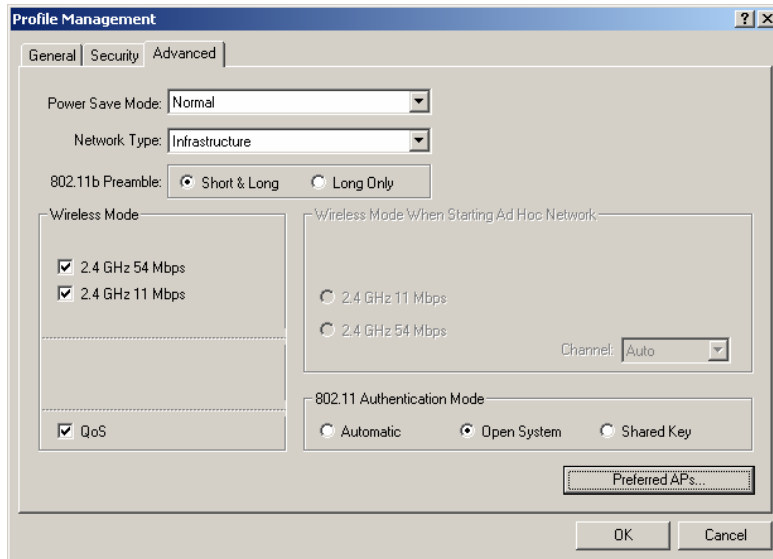 Profile Management
General Security Advanced
Power Save Mode: Normal
Network Type: Infrastructure
802.11b Preamble: Short & Long Long Only
Wireless Mode
2.4 GHz 54 Mbps
2.4 GHz 11 Mbps
QoS
Wireless Mode When Starting Ad Hoc Network
2.4 GHz 11 Mbps
2.4 GHz 54 Mbps
Channel: Auto
802.11 Authentication Mode
Automatic Open System Shared Key
Preferred APs...
OK Cancel